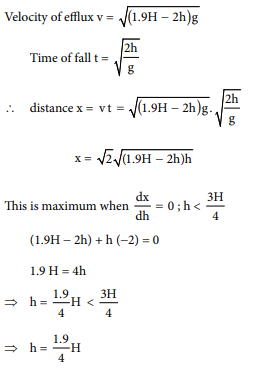 Velocity of efflux v = √(1.9H − 2h)g
Time of fall t = √(2h/g)
∴ distance x = vt = √(1.9H − 2h)g. √(2h/g)
x = √2√(1.9H − 2h)h
This is maximum when dx/dh = 0 ; h < 3H/4
(1.9H − 2h) + h (−2) = 0
1.9 H = 4h
⇒ h = 1.9/4 H < 3H/4
⇒ h = 1.9/4 H